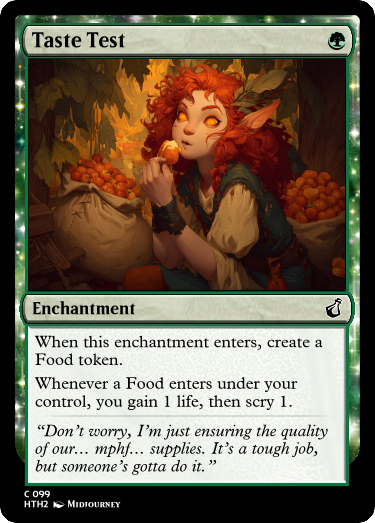 Taste Test
Enchantment
When this enchantment enters, create a
Food token.
Whenever a Food enters under your
control, you gain 1 life, then scry 1.
“Don’t worry, I’m just ensuring the quality
of our… mphf… supplies. It’s a tough job,
but someone’s gotta do it.”
C 099
HTH2 Midjourney